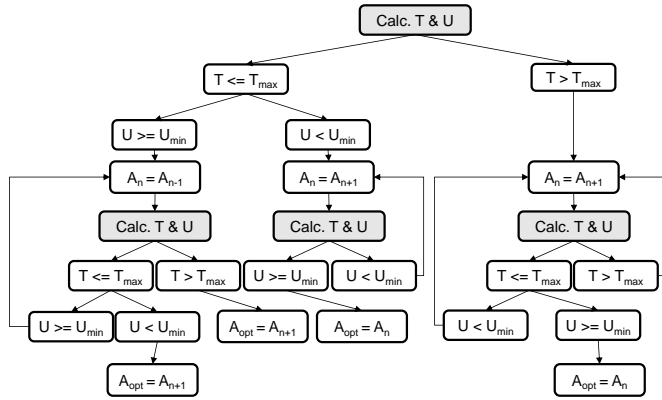 Calc. T & U
T <= Tmax
T > Tmax
U >= Umin
U < Umin
An = An-1
An = An+1
An = An+1
Calc. T & U
Calc. T & U
Calc. T & U
T <= Tmax
T > Tmax
U >= Umin
U < Umin
T <= Tmax
T > Tmax
U >= Umin
U < Umin
Aopt = An+1
Aopt = An
U < Umin
U >= Umin
Aopt = An+1
Aopt = An